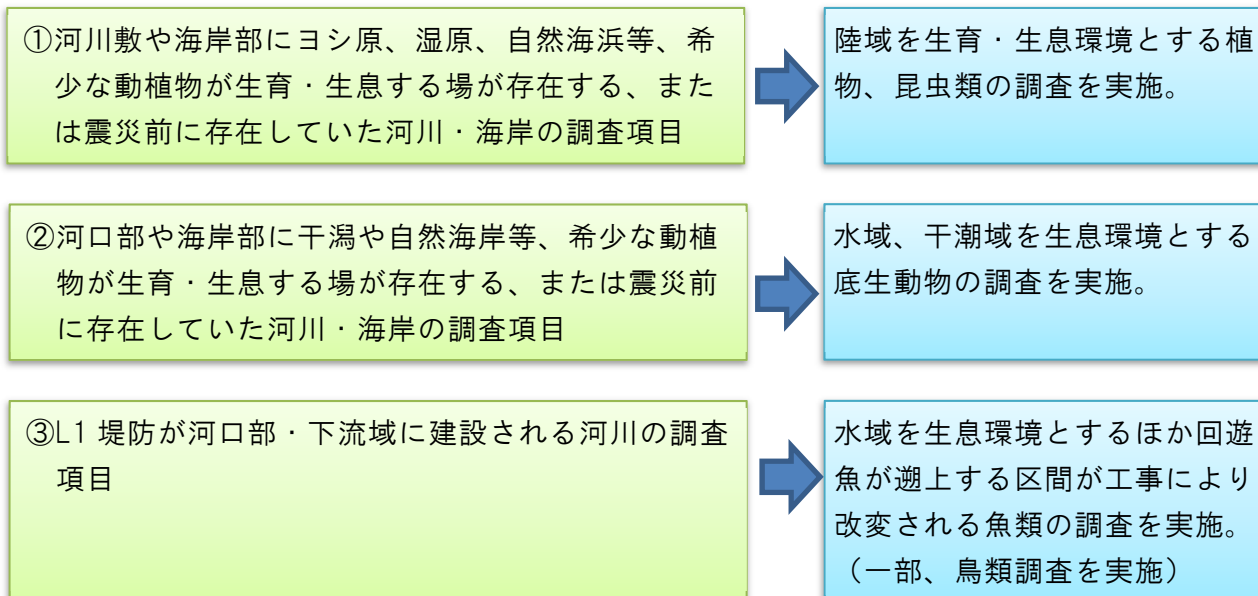 ①河川敷や海岸部にヨシ原、湿原、自然海浜等、希
少な動植物が生育・生息する場が存在する、また
は震災前に存在していた河川・海岸の調査項目
陸域を生育・生息環境とする植
物、昆虫類の調査を実施。
②河口部や海岸部に干潟や自然海岸等、希少な動植
物が生育・生息する場が存在する、または震災前
に存在していた河川・海岸の調査項目
水域、干潮域を生息環境とする
底生動物の調査を実施。
③L1 堤防が河口部・下流域に建設される河川の調査
項目
水域を生息環境とするほか回遊
魚が遡上する区間が工事により
改変される魚類の調査を実施。
（一部、鳥類調査を実施）